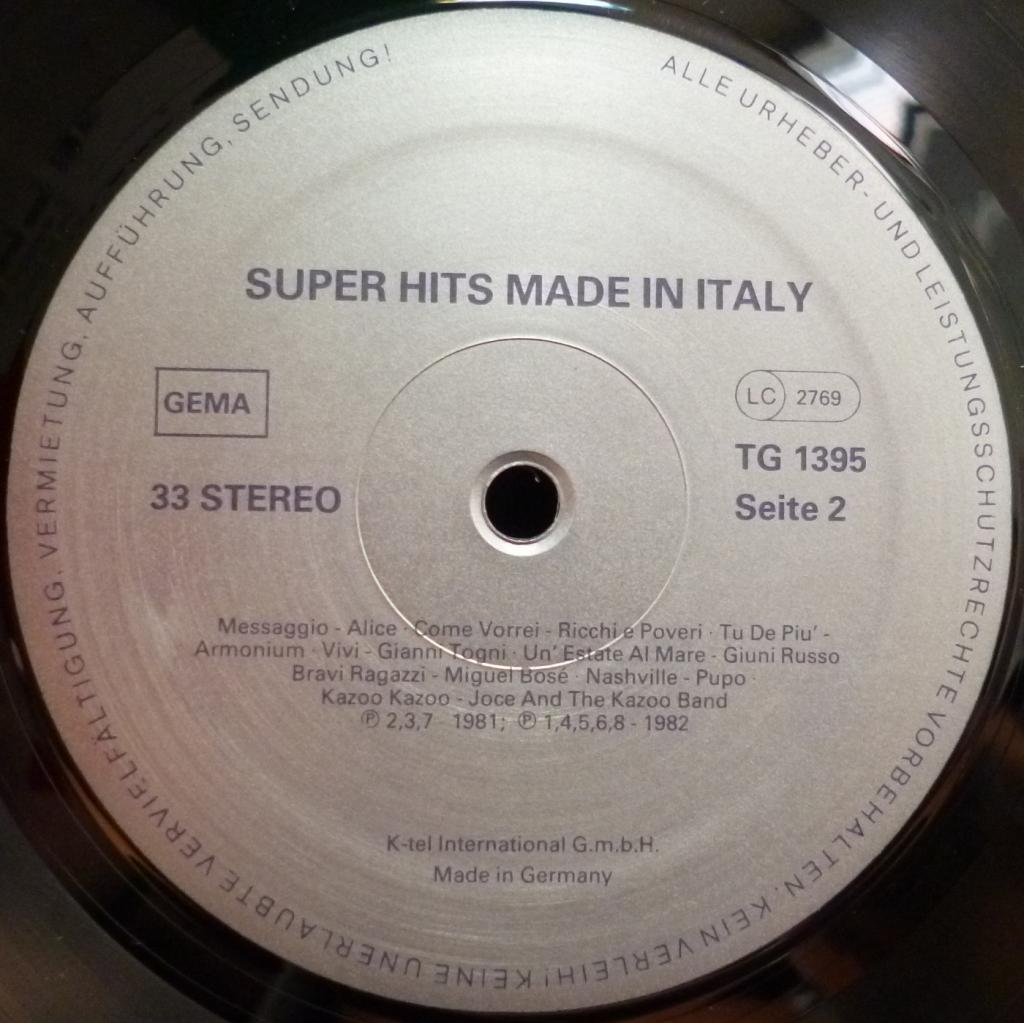 ALLE URHEBER- UND LEISTUNGSSCHUTZRECHTE VORBEHALTEN. KEIN VERLEIH! KEINE UNERLAUBTE VERVIELFÄLTIGUNG, VERMIETUNG, AUFFÜHRUNG, SENDUNG!
SUPER HITS MADE IN ITALY
GEMA
LC 2769
TG 1395
33 STEREO
Seite 2
Messaggio - Alice · Come Vorrei - Ricchi e Poveri · Tu De Piu' -
Armonium · Vivi - Gianni Togni · Un' Estate Al Mare - Giuni Russo
Bravi Ragazzi - Miguel Bosé · Nashville - Pupo ·
Kazoo Kazoo - Joce And The Kazoo Band
℗ 2,3,7 1981; ℗ 1,4,5,6,8 - 1982
K-tel International G.m.b.H.
Made in Germany